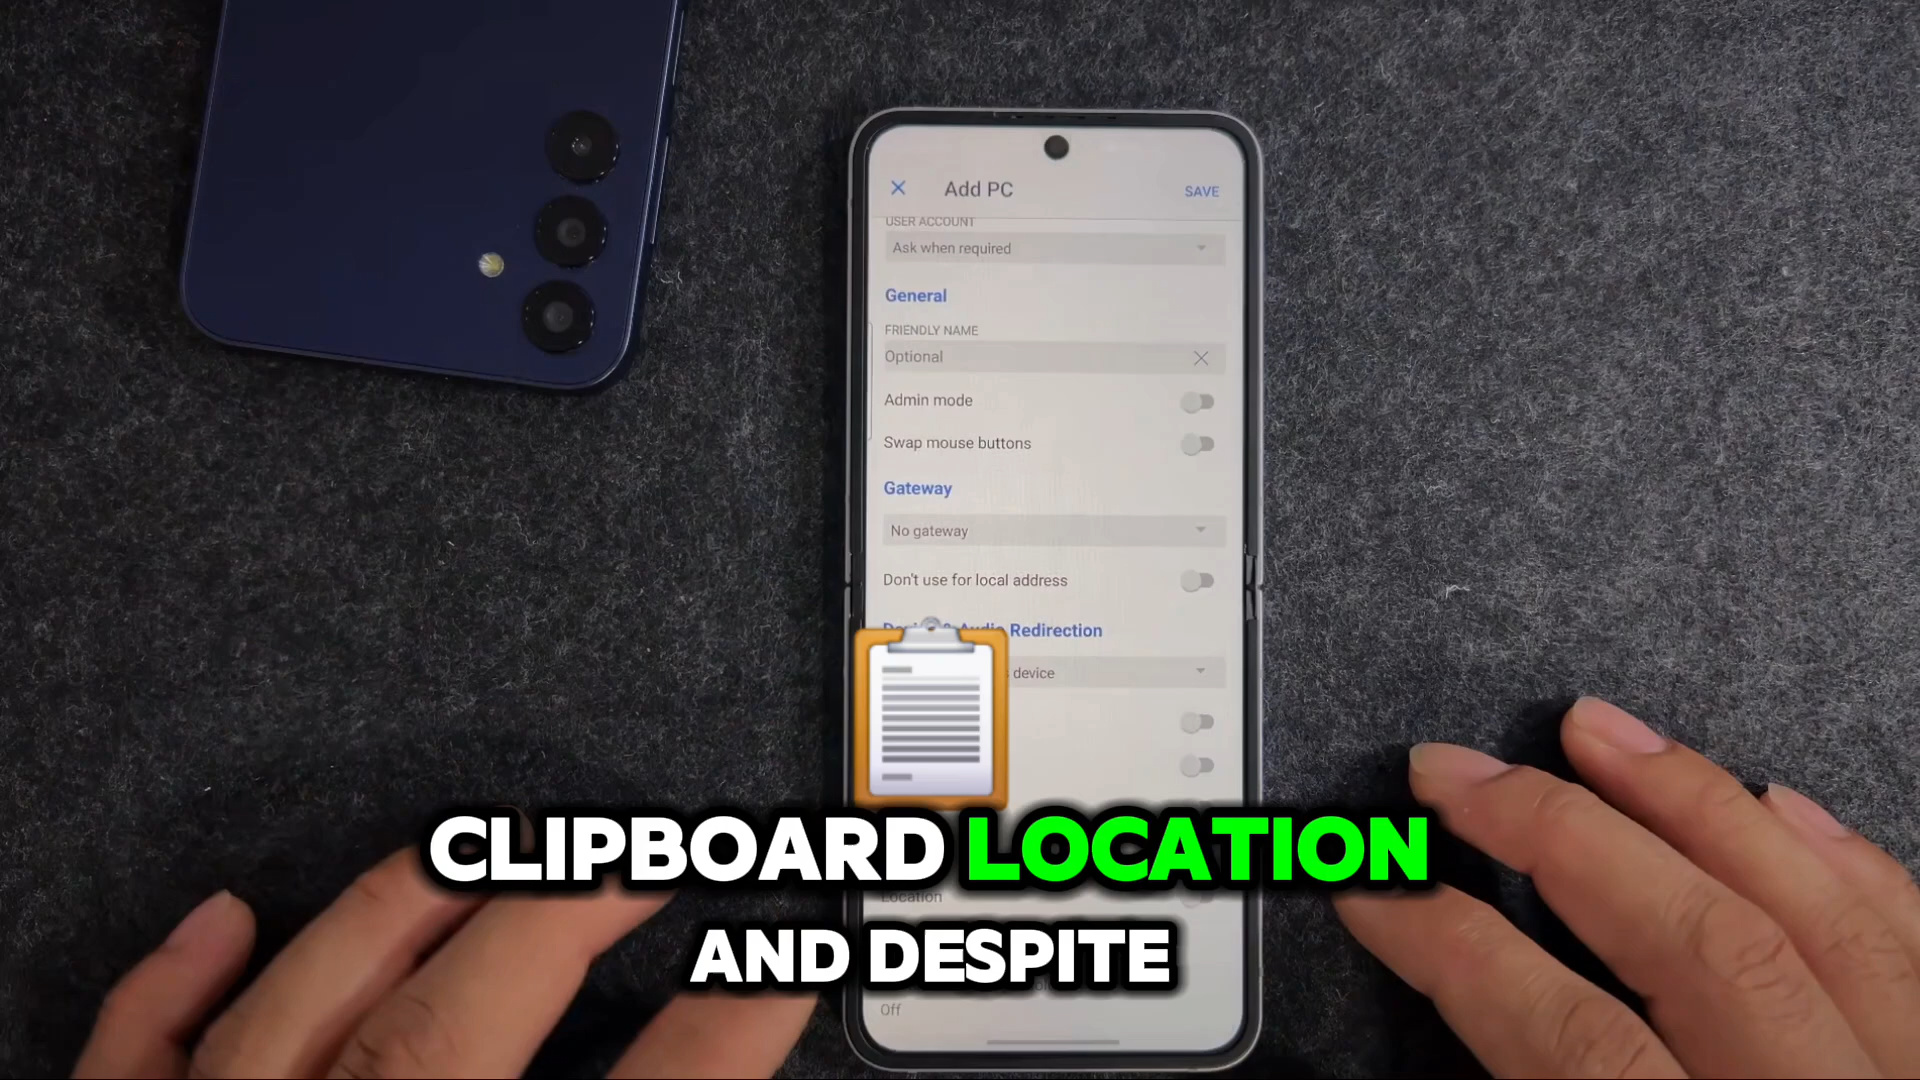 Add PC
SAVE
USER ACCOUNT
Ask when required
General
FRIENDLY NAME
Optional
Admin mode
Swap mouse buttons
Gateway
No gateway
Don't use for local address
Audio Redirection
device
CLIPBOARD LOCATION
Location
AND DESPITE
Off